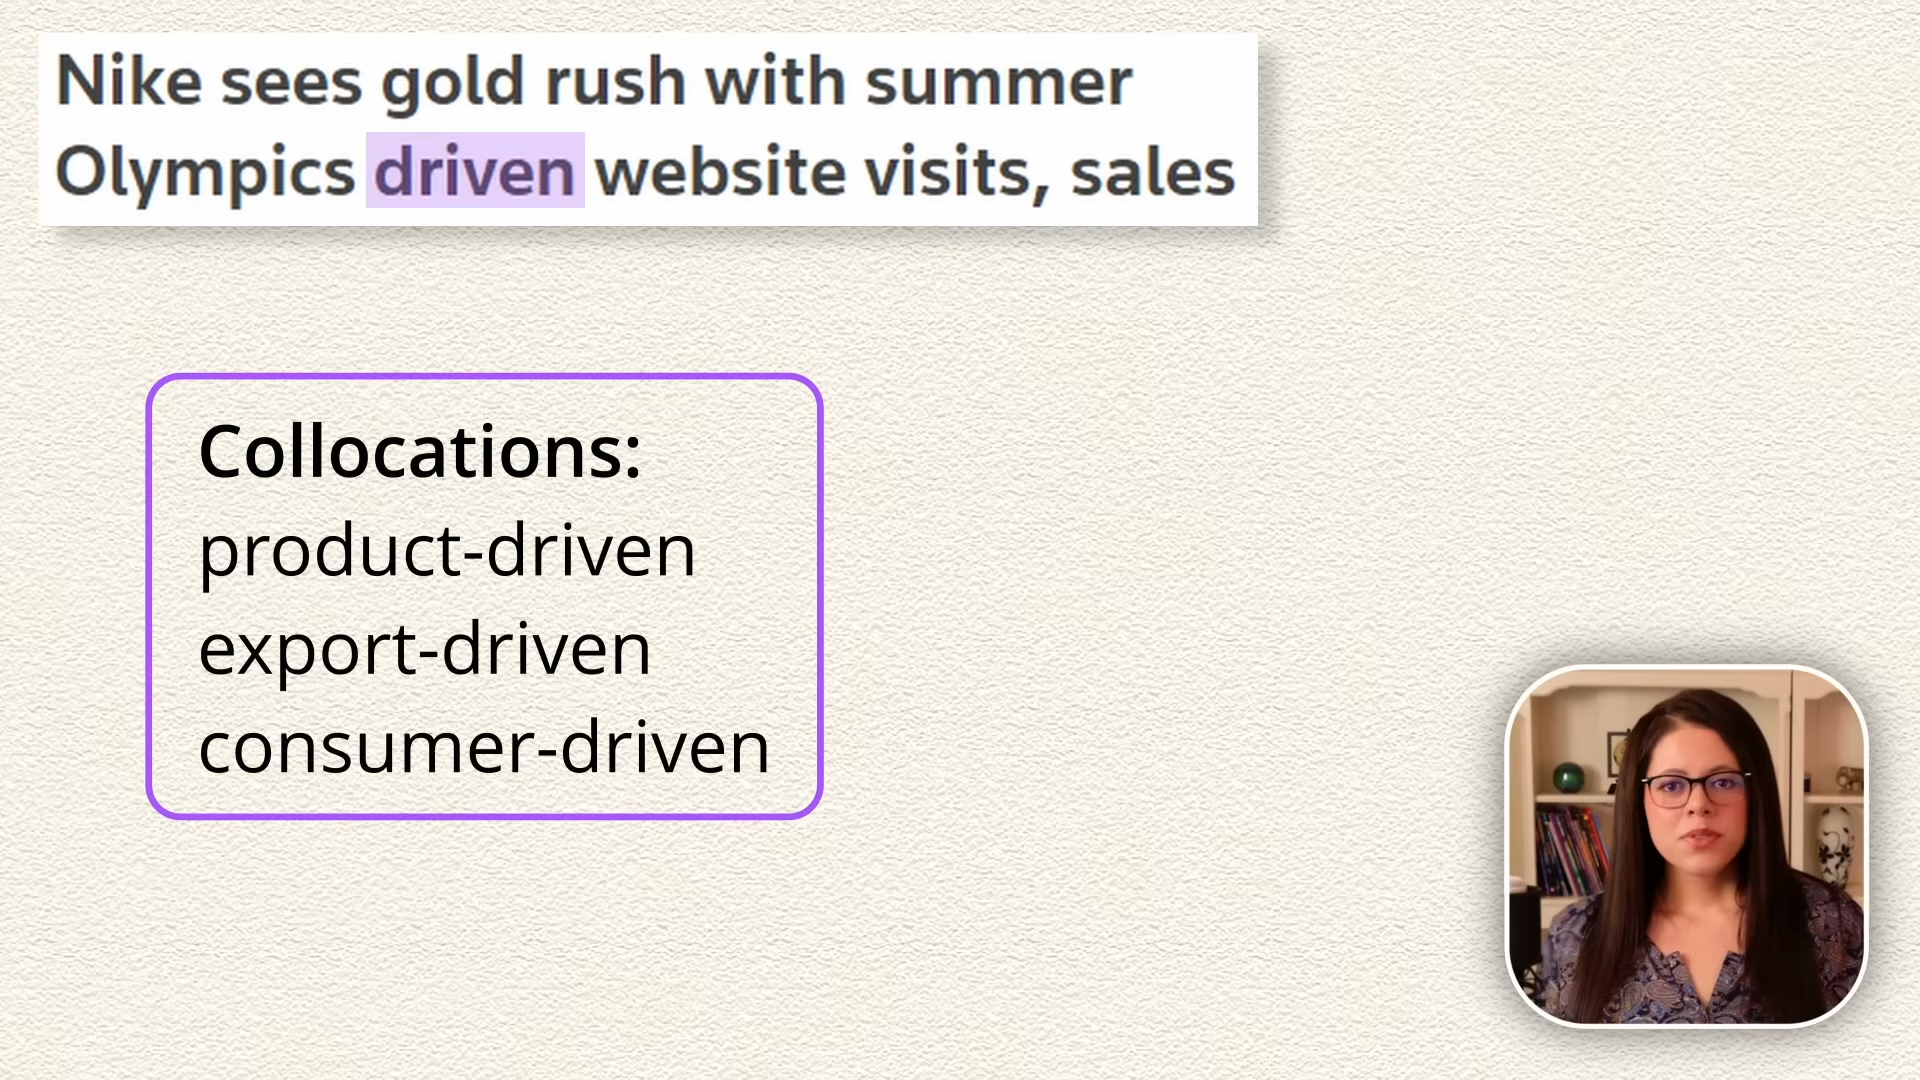 Nike sees gold rush with summer
Olympics driven website visits, sales
Collocations:
product-driven
export-driven
consumer-driven